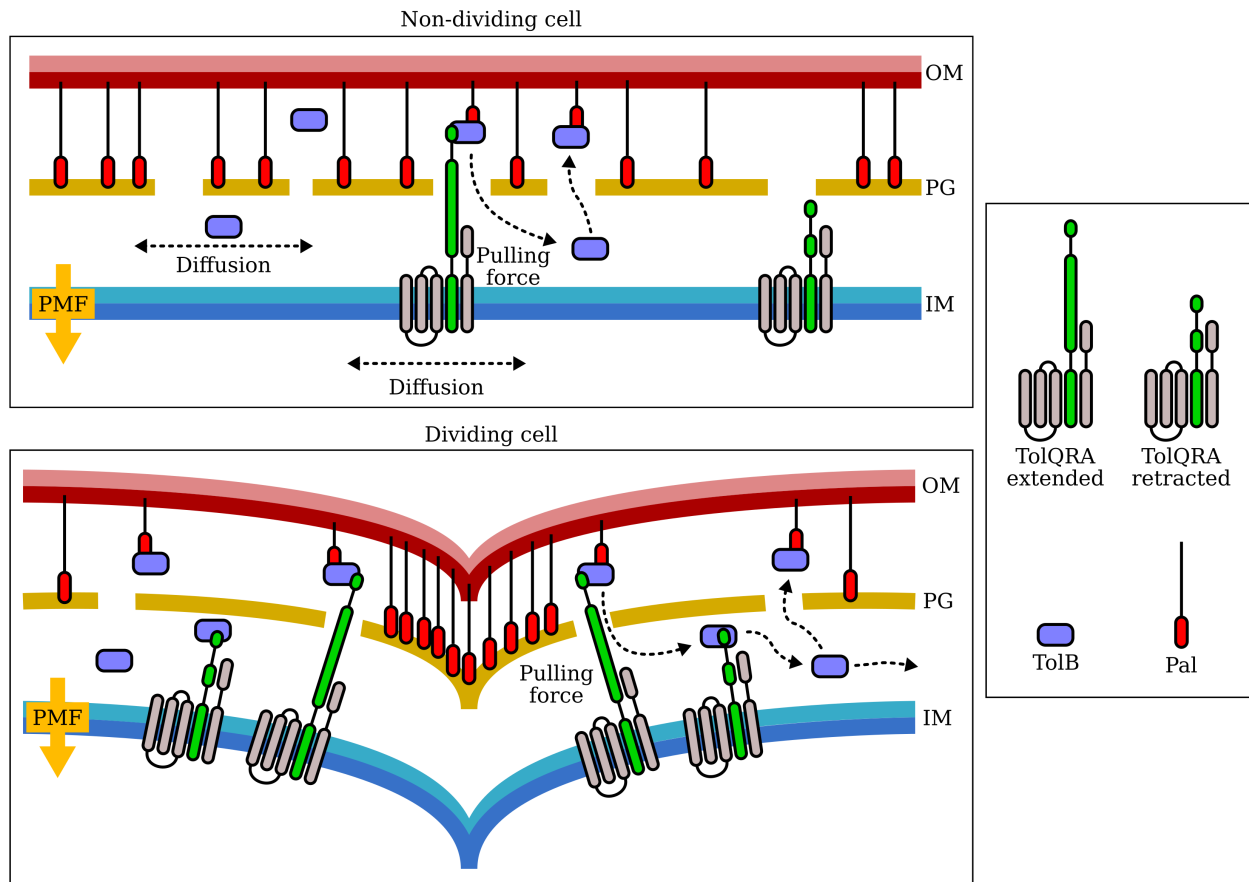 Non-dividing cell
OM
PG
Diffusion
Pulling
force
PMF
IM
Diffusion
Dividing cell
OM
PG
Pulling
force
PMF
IM
TolQRA
extended
TolQRA
retracted
TolB
Pal